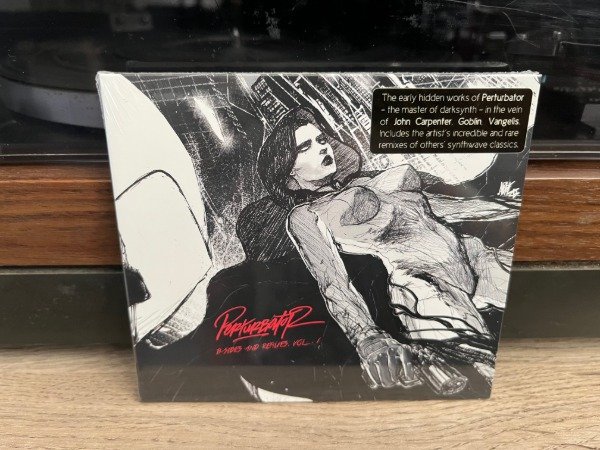 The early hidden works of Perturbator
- the master of darksynth - in the vein
of John Carpenter, Goblin, Vangelis.
Includes the artist's incredible and rare
remixes of others' synthwave classics.
PERTURBATOR
B-SIDES AND REMIXES, VOL. I